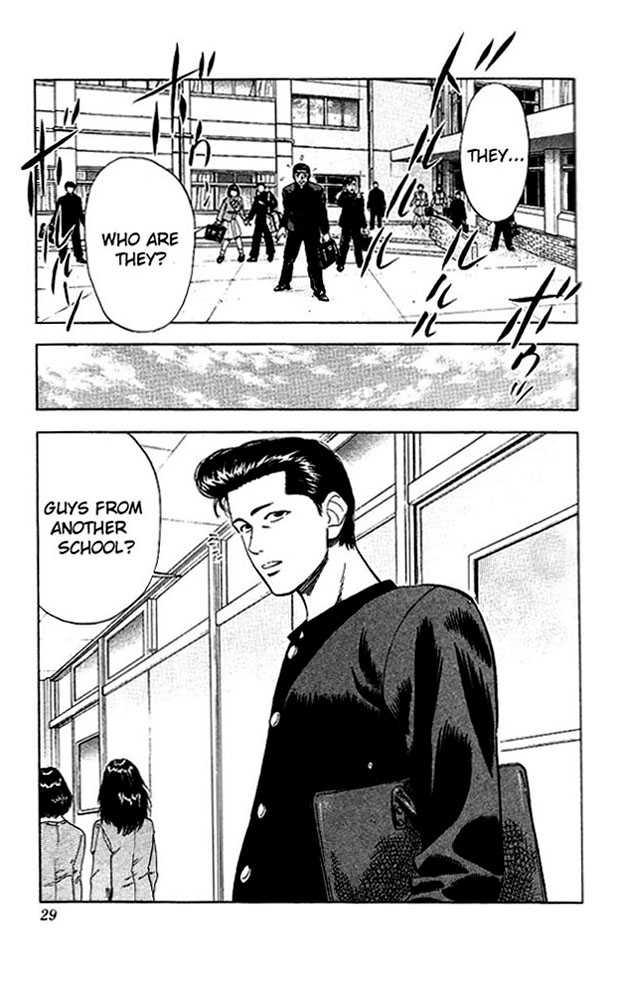 THEY...
WHO ARE
THEY?
GUYS FROM
ANOTHER
SCHOOL?
29